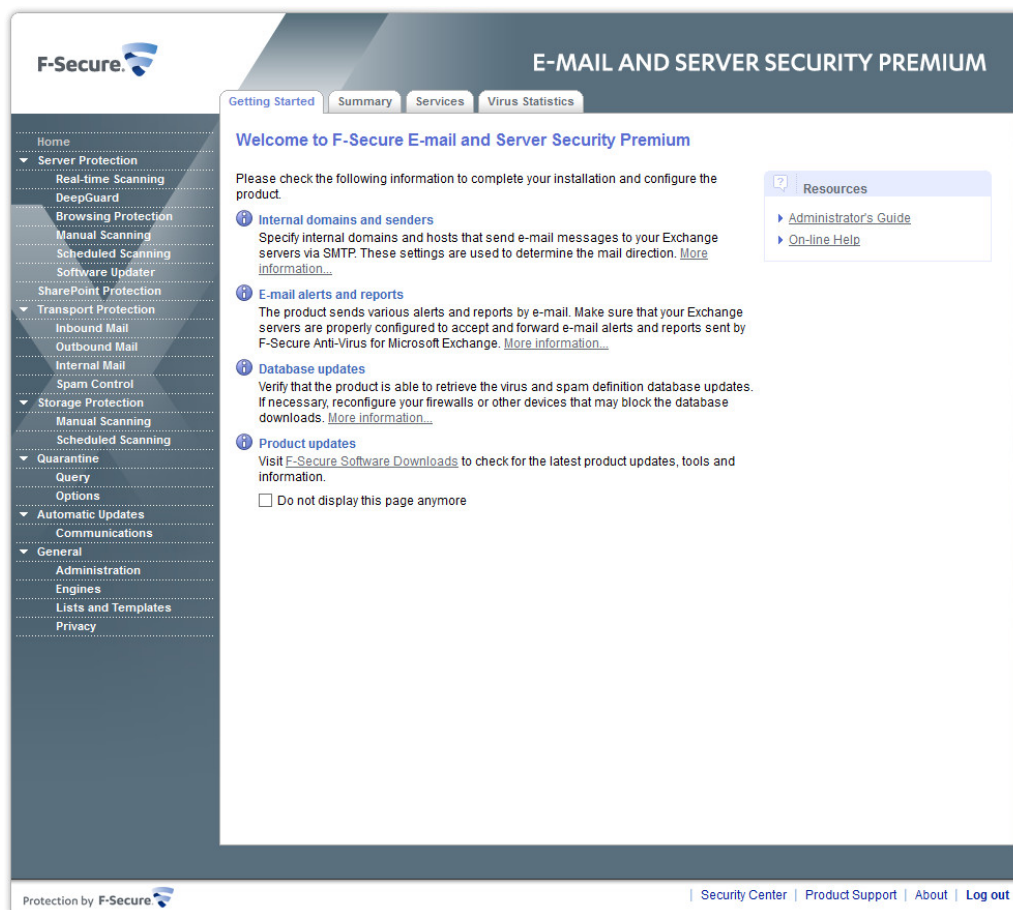 F-Secure.
E-MAIL AND SERVER SECURITY PREMIUM
Getting Started
Summary
Services
Virus Statistics
Home
Server Protection
Real-time Scanning
DeepGuard
Browsing Protection
Manual Scanning
Scheduled Scanning
Software Updater
SharePoint Protection
Transport Protection
Inbound Mail
Outbound Mail
Internal Mail
Spam Control
Storage Protection
Manual Scanning
Scheduled Scanning
Quarantine
Query
Options
Automatic Updates
Communications
General
Administration
Engines
Lists and Templates
Privacy
Welcome to F-Secure E-mail and Server Security Premium
Please check the following information to complete your installation and configure the
product.
Internal domains and senders
Specify internal domains and hosts that send e-mail messages to your Exchange
servers via SMTP. These settings are used to determine the mail direction. More
information...
E-mail alerts and reports
The product sends various alerts and reports by e-mail. Make sure that your Exchange
servers are properly configured to accept and forward e-mail alerts and reports sent by
F-Secure Anti-Virus for Microsoft Exchange. More information...
Database updates
Verify that the product is able to retrieve the virus and spam definition database updates.
If necessary, reconfigure your firewalls or other devices that may block the database
downloads. More information...
Product updates
Visit F-Secure Software Downloads to check for the latest product updates, tools and
information.
Do not display this page anymore
? Resources
Administrator's Guide
On-line Help
Protection by F-Secure.
| Security Center | Product Support | About | Log out